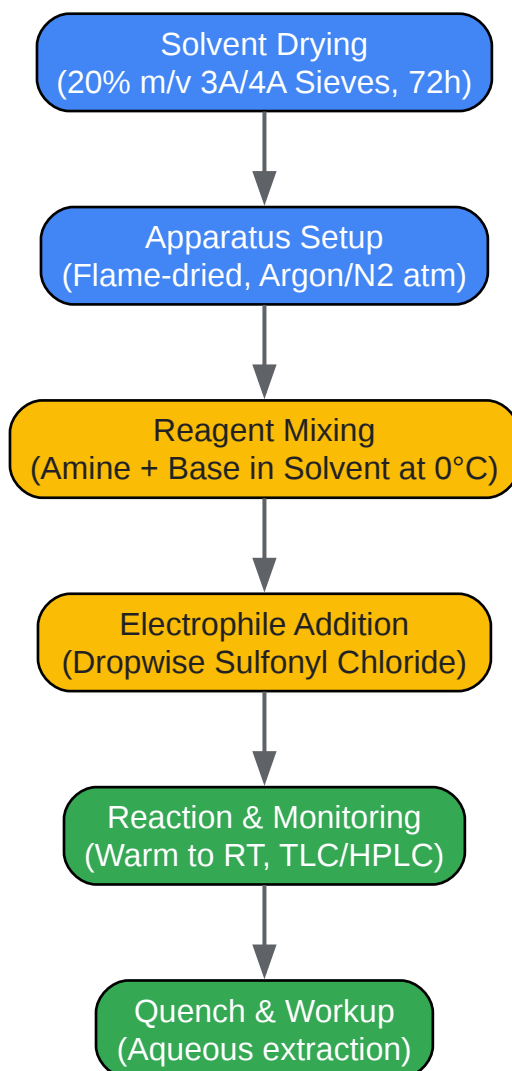 Solvent Drying
(20% m/v 3A/4A Sieves, 72h)
Apparatus Setup
(Flame-dried, Argon/N2 atm)
Reagent Mixing
(Amine + Base in Solvent at 0°C)
Electrophile Addition
(Dropwise Sulfonyl Chloride)
Reaction & Monitoring
(Warm to RT, TLC/HPLC)
Quench & Workup
(Aqueous extraction)